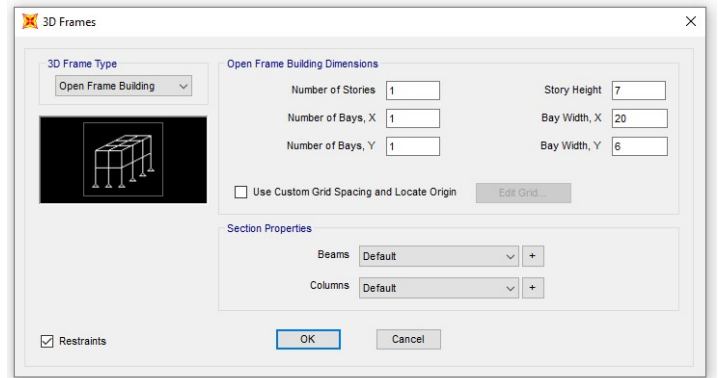 3D Frames
3D Frame Type
Open Frame Building
Open Frame Building Dimensions
Number of Stories 1 Story Height 7
Number of Bays, X 1 Bay Width, X 20
Number of Bays, Y 1 Bay Width, Y 6
Use Custom Grid Spacing and Locate Origin Edit Grid...
Section Properties
Beams Default +
Columns Default +
Restraints OK Cancel